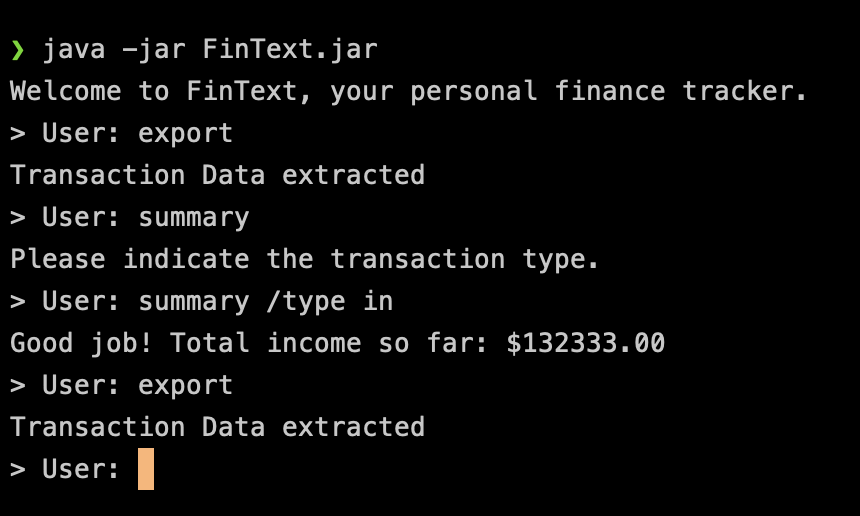 ❯ java -jar FinText.jar
Welcome to FinText, your personal finance tracker.
> User: export
Transaction Data extracted
> User: summary
Please indicate the transaction type.
> User: summary /type in
Good job! Total income so far: $132333.00
> User: export
Transaction Data extracted
> User: